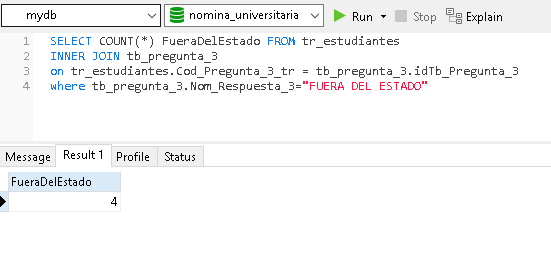 mydb nomina_universitaria Run Stop Explain
1 SELECT COUNT(*) FueraDelEstado FROM tr_estudiantes
2 INNER JOIN tb_pregunta_3
3 on tr_estudiantes.Cod_Pregunta_3_tr = tb_pregunta_3.idTb_Pregunta_3
4 where tb_pregunta_3.Nom_Respuesta_3="FUERA DEL ESTADO"
Message Result 1 Profile Status
FueraDelEstado
4